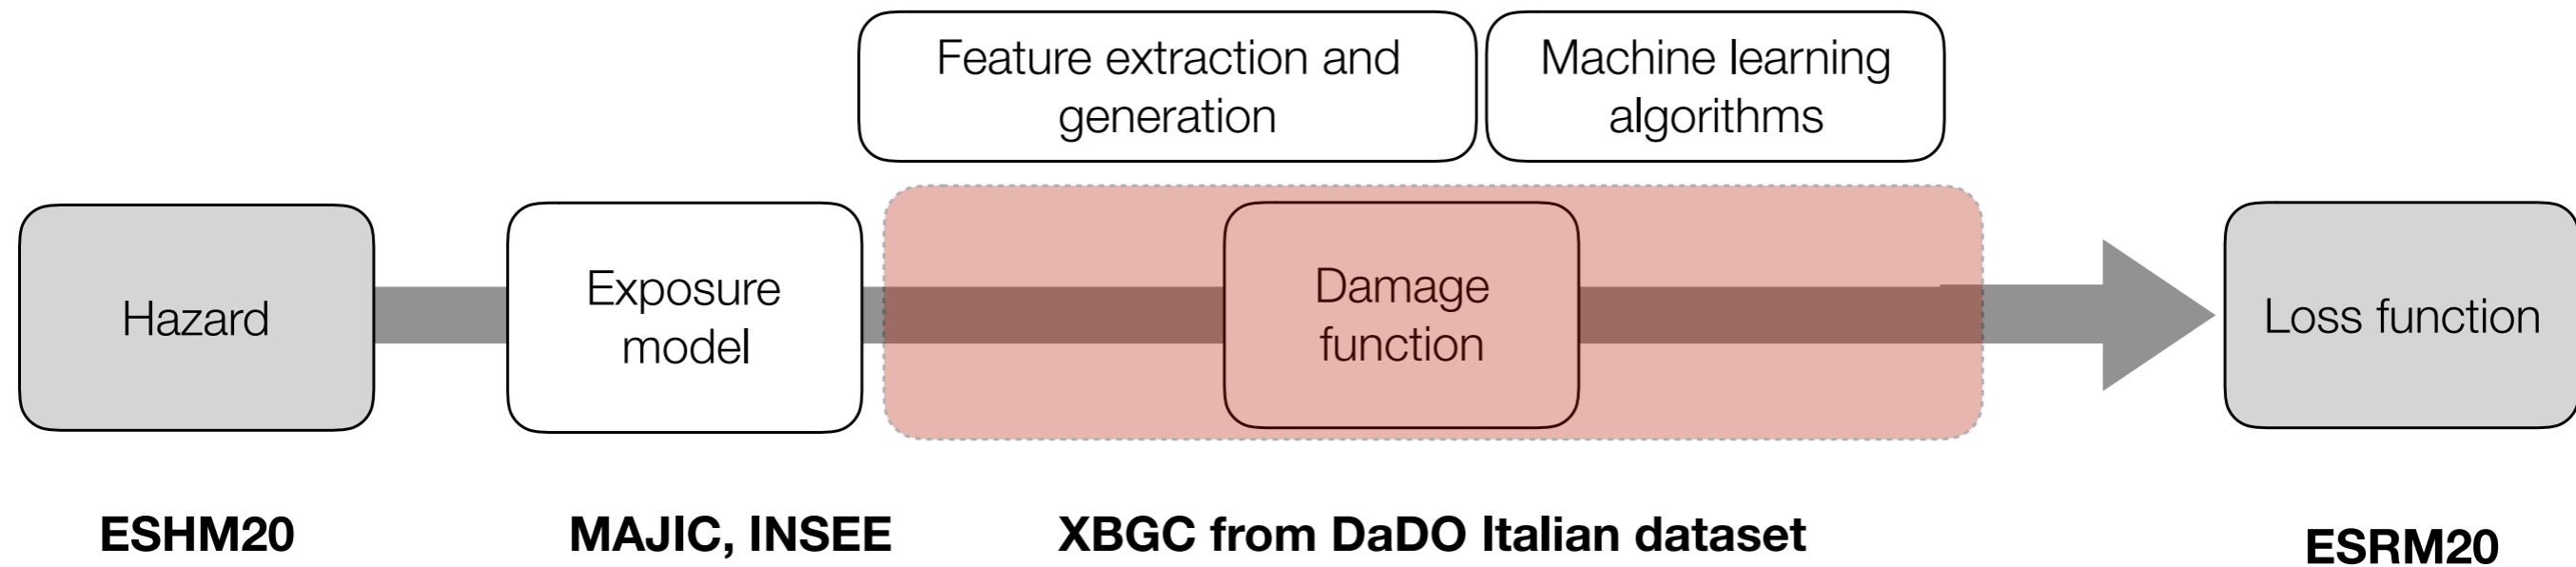 Feature extraction and
generation
Machine learning
algorithms
Hazard
Exposure
model
Damage
function
Loss function
ESHM20
MAJIC, INSEE
XBGC from DaDO Italian dataset
ESRM20